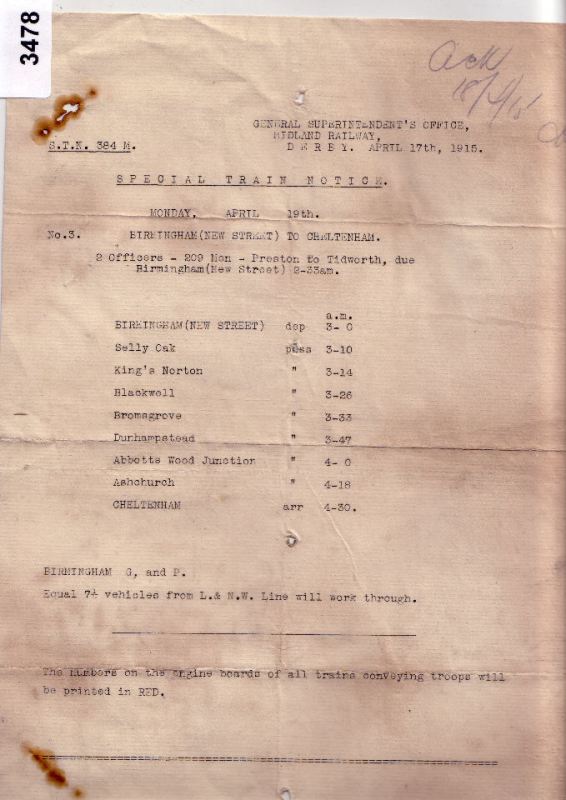 3478
Ack
18/4/15
GENERAL SUPERINTENDENT'S OFFICE,
MIDLAND RAILWAY,
S.T.N. 384 M.
DERBY. APRIL 17th, 1915.
SPECIAL TRAIN NOTICE.
MONDAY, APRIL 19th.
No.3. BIRMINGHAM(NEW STREET) TO CHELTENHAM.
2 Officers - 209 Men - Preston to Tidworth, due
Birmingham(New Street) 2-33am.
a.m.
BIRMINGHAM(NEW STREET) dep 3- 0
Selly Oak pass 3-10
King's Norton " 3-14
Blackwell " 3-26
Bromsgrove " 3-33
Dunhampstead " 3-47
Abbotts Wood Junction " 4- 0
Ashchurch " 4-18
CHELTENHAM arr 4-30.
BIRMINGHAM G, and P.
Equal 7½ vehicles from L.& N.W. Line will work through.
The numbers on the engine boards of all trains conveying troops will
be printed in RED.